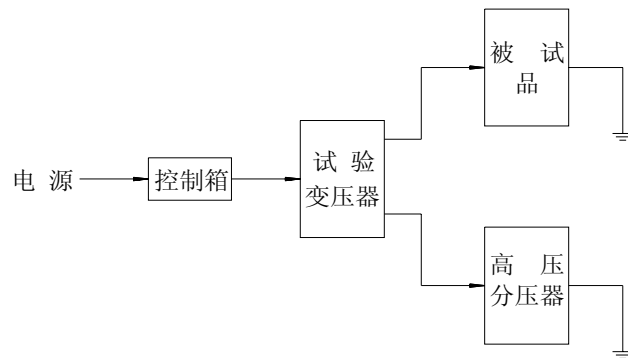 电 源
控制箱
试 验
变压器
被 试
品
高 压
分压器